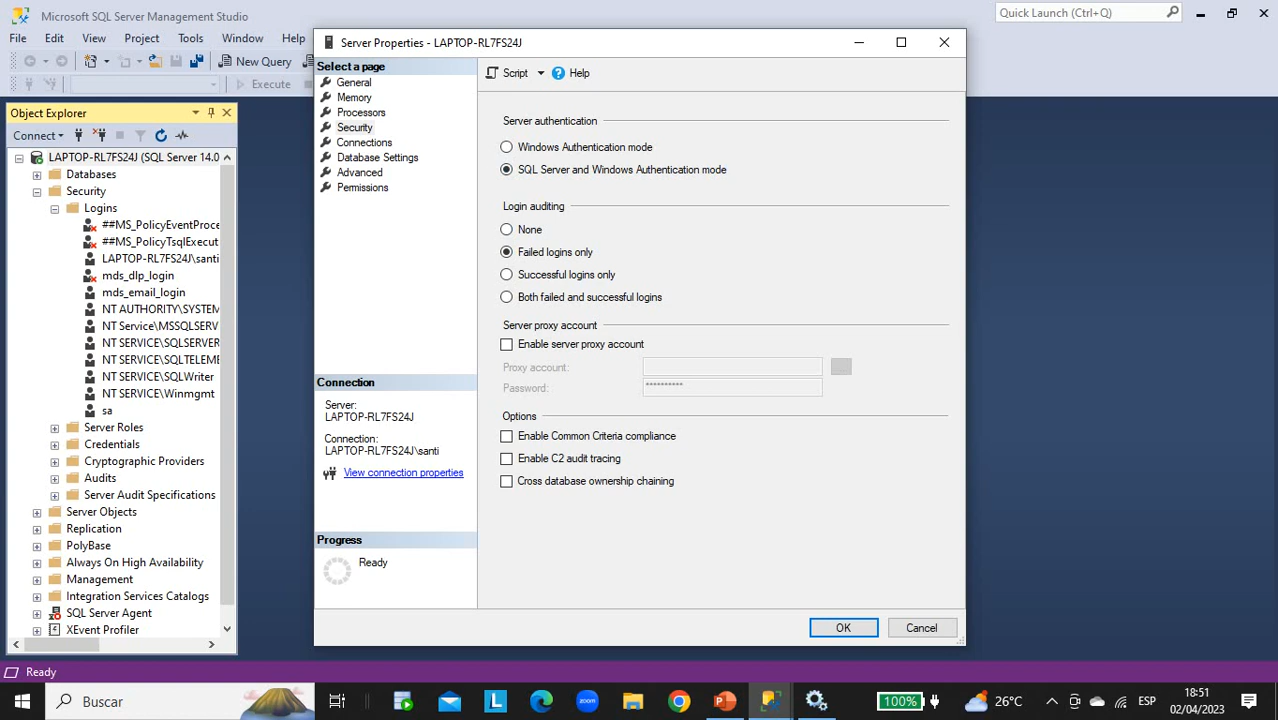 Microsoft SQL Server Management Studio
Quick Launch (Ctrl+Q)
File Edit View Project Tools Window Help
New Query
Execute
Object Explorer
Connect
LAPTOP-RL7FS24J (SQL Server 14.0
Databases
Security
Logins
##MS_PolicyEventProce
##MS_PolicyTsqlExecut
LAPTOP-RL7FS24J\santi
mds_dlp_login
mds_email_login
NT AUTHORITY\SYSTEM
NT Service\MSSQLSERV
NT SERVICE\SQLSERVER
NT SERVICE\SQLTELEME
NT SERVICE\SQLWriter
NT SERVICE\Winmgmt
sa
Server Roles
Credentials
Cryptographic Providers
Audits
Server Audit Specifications
Server Objects
Replication
PolyBase
Always On High Availability
Management
Integration Services Catalogs
SQL Server Agent
XEvent Profiler
Server Properties - LAPTOP-RL7FS24J
Select a page
General
Memory
Processors
Security
Connections
Database Settings
Advanced
Permissions
Connection
Server:
LAPTOP-RL7FS24J
Connection:
LAPTOP-RL7FS24J\santi
View connection properties
Progress
Ready
Script Help
Server authentication
Windows Authentication mode
SQL Server and Windows Authentication mode
Login auditing
None
Failed logins only
Successful logins only
Both failed and successful logins
Server proxy account
Enable server proxy account
Proxy account:
Password: **********
Options
Enable Common Criteria compliance
Enable C2 audit tracing
Cross database ownership chaining
OK Cancel
Ready
Buscar
L
100%
26°C
ESP
18:51
02/04/2023